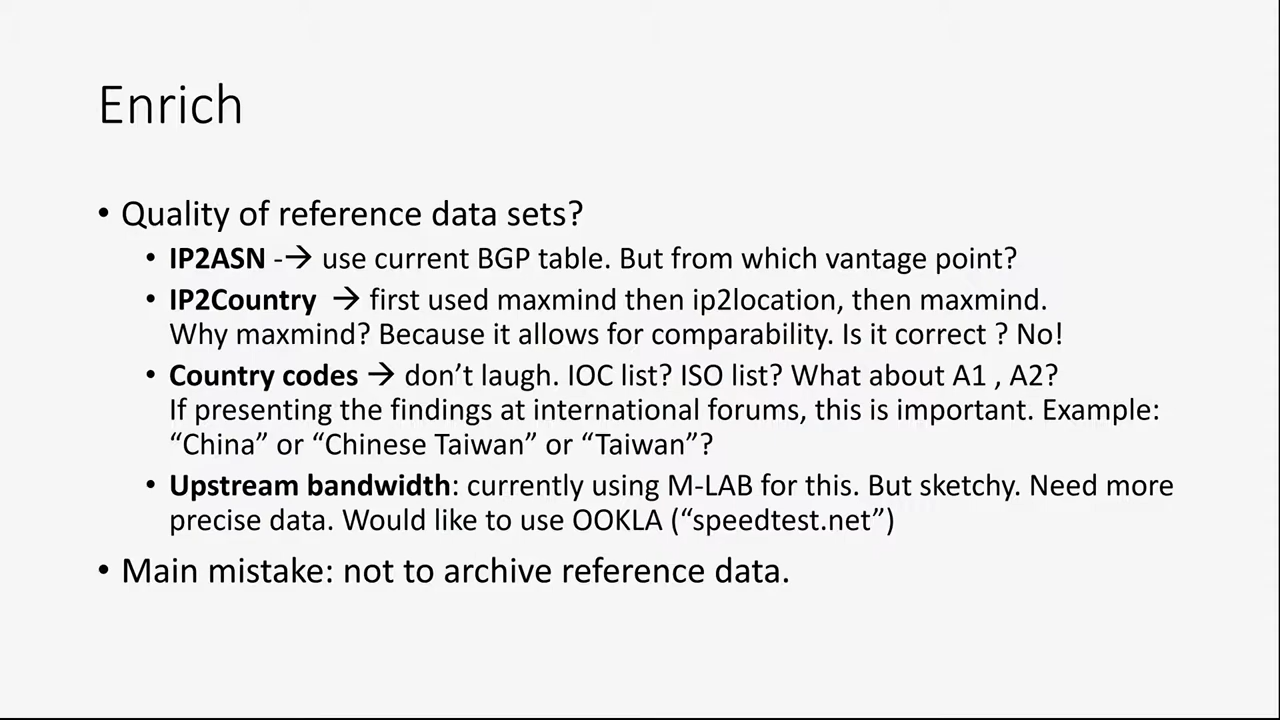 Enrich
• Quality of reference data sets?
• IP2ASN -→ use current BGP table. But from which vantage point?
• IP2Country → first used maxmind then ip2location, then maxmind.
Why maxmind? Because it allows for comparability. Is it correct ? No!
• Country codes → don’t laugh. IOC list? ISO list? What about A1 , A2?
If presenting the findings at international forums, this is important. Example:
“China” or “Chinese Taiwan” or “Taiwan”?
• Upstream bandwidth: currently using M-LAB for this. But sketchy. Need more
precise data. Would like to use OOKLA (“speedtest.net”)
• Main mistake: not to archive reference data.